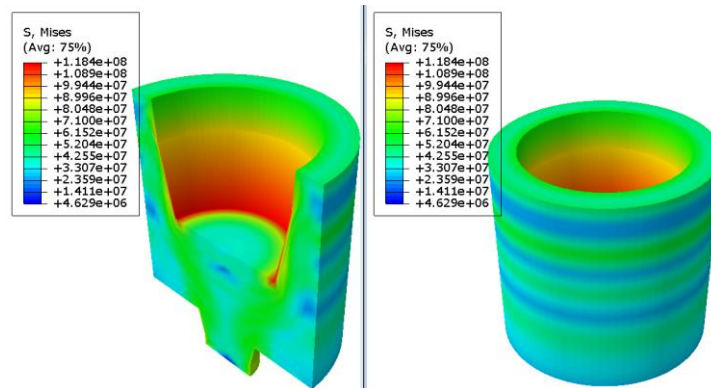 S, Mises
(Avg: 75%)
+1.184e+08
+1.089e+08
+9.944e+07
+8.996e+07
+8.048e+07
+7.100e+07
+6.152e+07
+5.204e+07
+4.255e+07
+3.307e+07
+2.359e+07
+1.411e+07
+4.629e+06
S, Mises
(Avg: 75%)
+1.184e+08
+1.089e+08
+9.944e+07
+8.996e+07
+8.048e+07
+7.100e+07
+6.152e+07
+5.204e+07
+4.255e+07
+3.307e+07
+2.359e+07
+1.411e+07
+4.629e+06